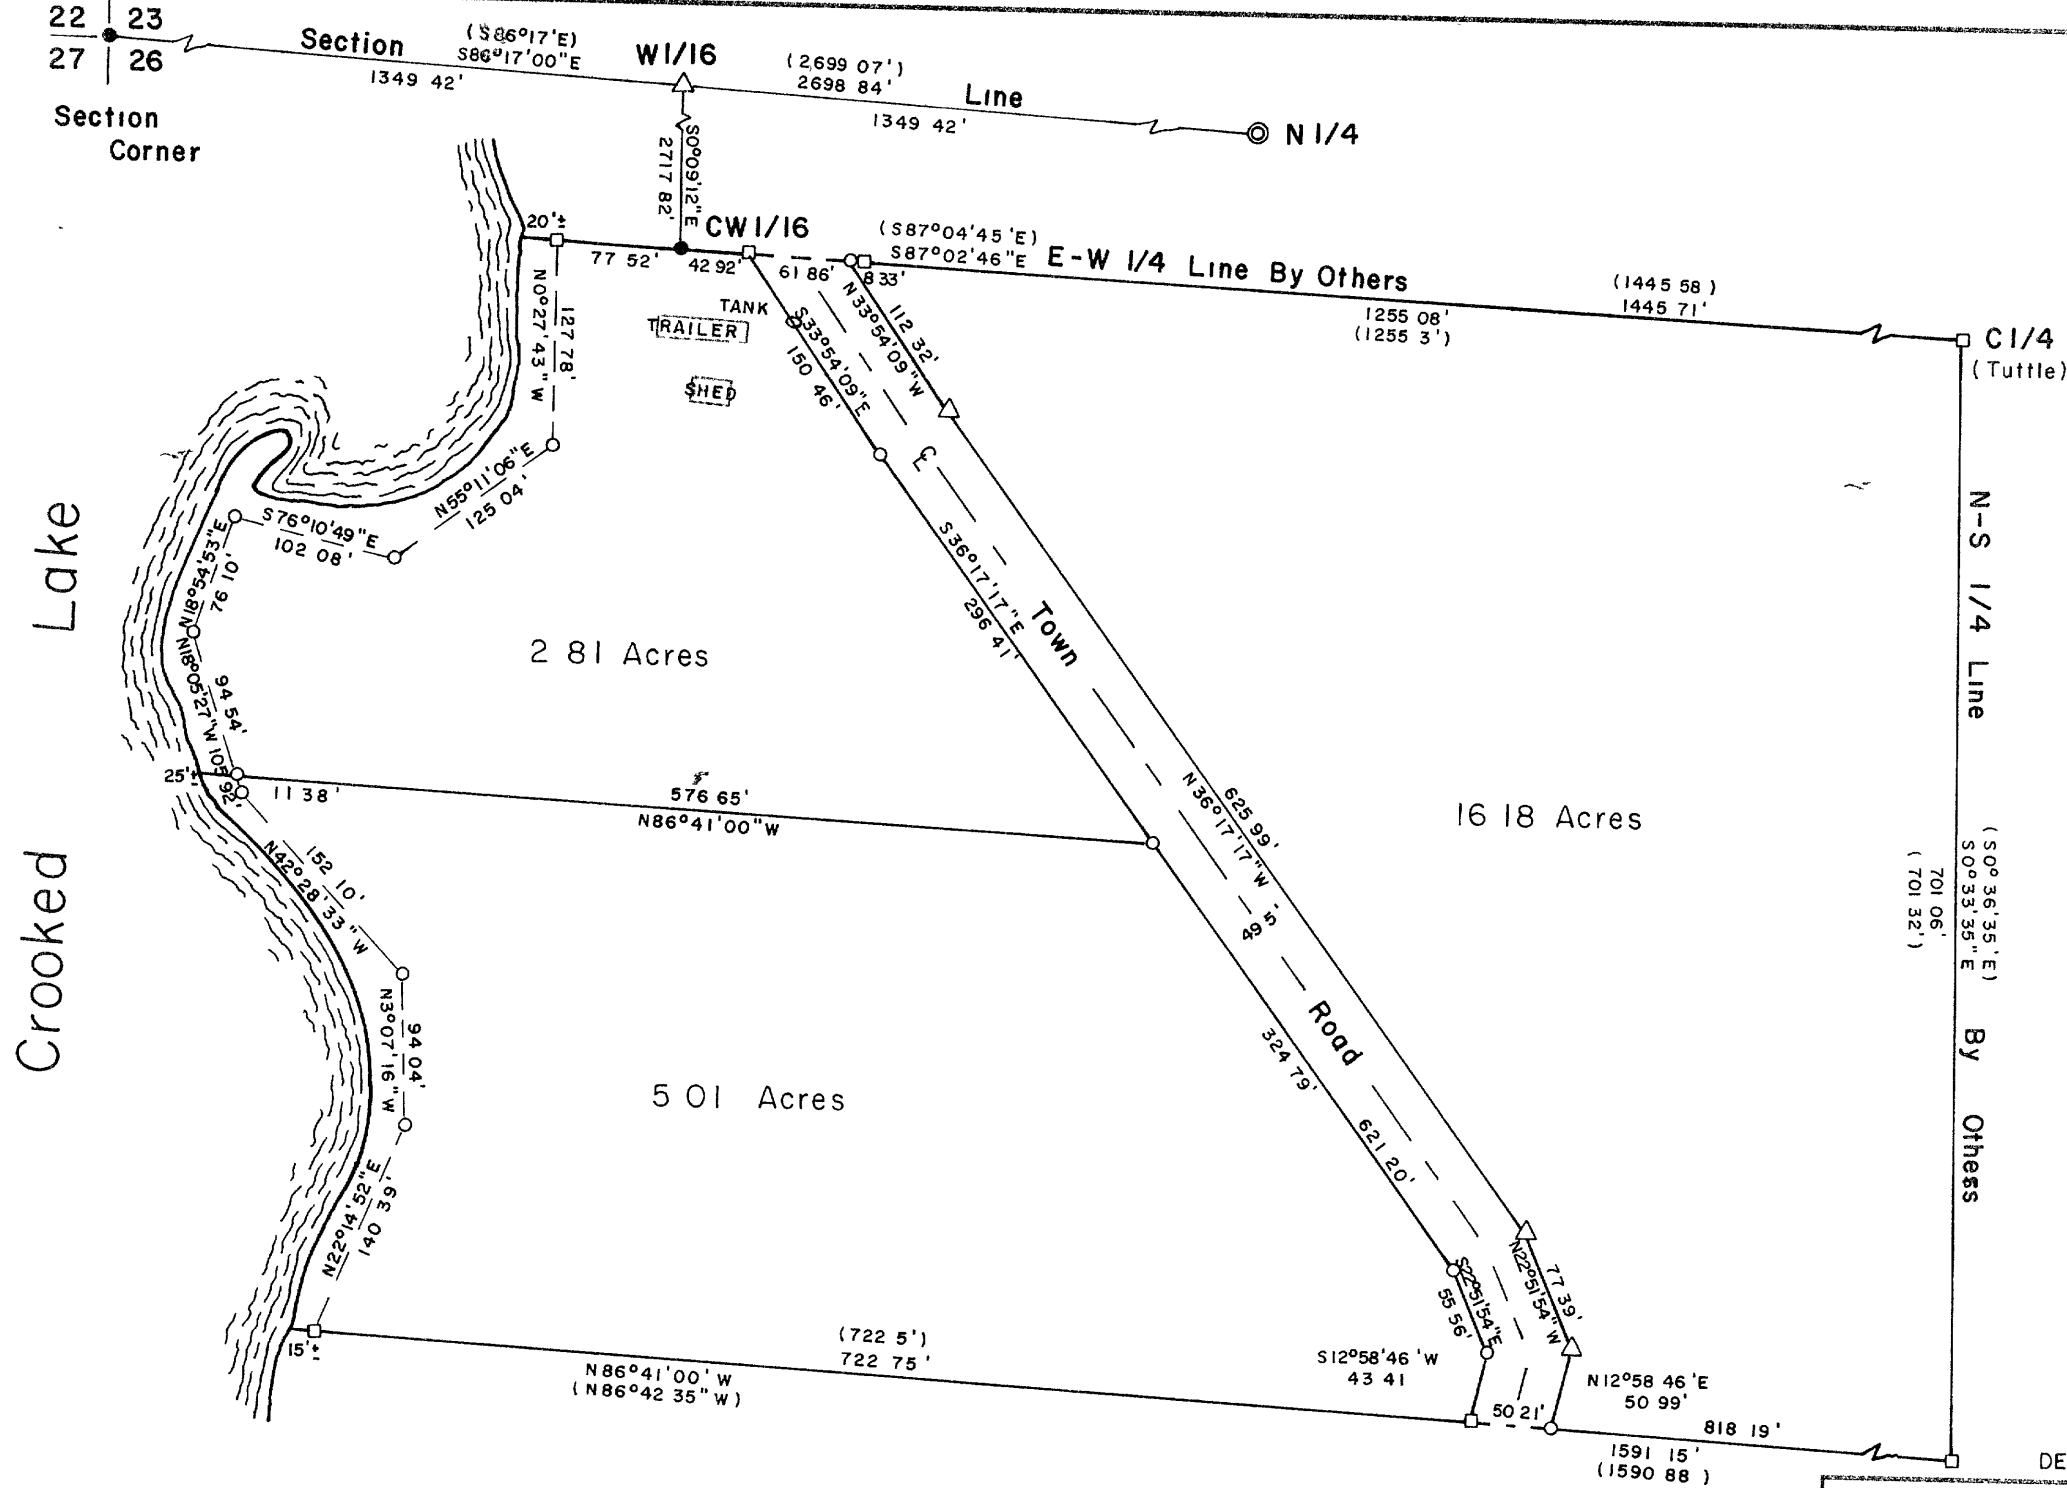 22 23
27 26
Section
Corner
Section
(S86°17'E)
S86°17'00"E
1349 42'
W1/16
(2,699 07')
2698 84'
Line
1349 42'
N 1/4
S0°09'12"E
2717 82'
20'±
77 52'
CW1/16
42 92'
61 86'
8 33'
(S87°04'45 'E)
S87°02'46"E
E-W 1/4 Line By Others
1255 08'
(1255 3')
(1445 58 )
1445 71'
C1/4
(Tuttle)
N0°27'43"W
127 78'
TANK
TRAILER
SHED
S33°54'09"E
150 46'
N33°54'09"W
112 32'
℄
N55°11'06"E
125 04'
S76°10'49"E
102 08'
N18°54'53"E
76 10'
N18°05'27"W 105 92'
94 54'
25'±
11 38'
Lake
Crooked
2 81 Acres
S36°17'17"E
296 41'
Town
576 65'
N86°41'00"W
625 99'
N36°17'17"W
49 5'
16 18 Acres
N-S 1/4 Line By Others
(S0°36'35 'E)
S0°33'35"E
701 06'
( 701 32')
152 10'
N42°28'33"W
94 04'
N3°07'16"W
5 01 Acres
Road
324 79'
621 20'
N22°14'52"E
140 39'
15'±
S22°51'54"E
55 56'
77 39'
N22°51'54"W
(722 5')
722 75'
N86°41'00'W
(N86°42 35"W)
S12°58'46 'W
43 41
50 21'
N12°58 46 'E
50 99'
818 19'
1591 15'
(1590 88 )
DE